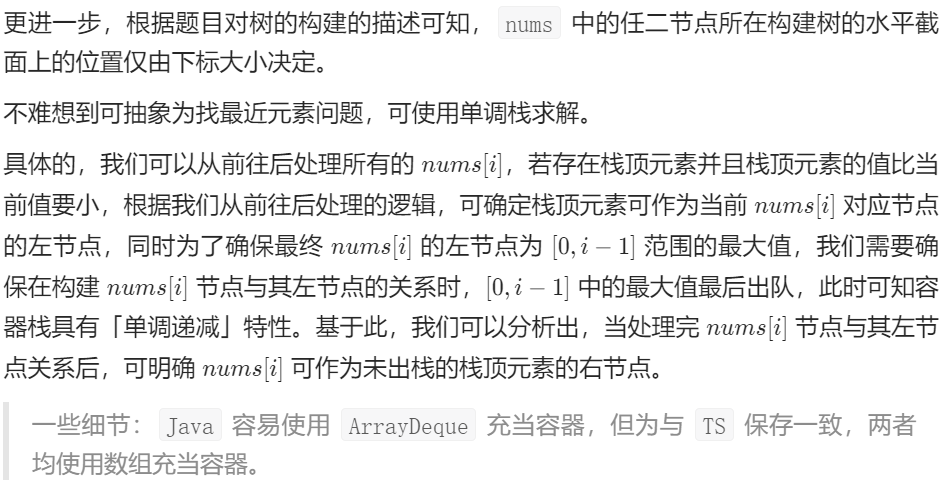 更进一步，根据题目对树的构建的描述可知， nums 中的任二节点所在构建树的水平截
面上的位置仅由下标大小决定。
不难想到可抽象为找最近元素问题，可使用单调栈求解。
具体的，我们可以从前往后处理所有的 nums[i]，若存在栈顶元素并且栈顶元素的值比当
前值要小，根据我们从前往后处理的逻辑，可确定栈顶元素可作为当前 nums[i] 对应节点
的左节点，同时为了确保最终 nums[i] 的左节点为 [0, i − 1] 范围的最大值，我们需要确
保在构建 nums[i] 节点与其左节点的关系时，[0, i − 1] 中的最大值最后出队，此时可知容
器栈具有「单调递减」特性。基于此，我们可以分析出，当处理完 nums[i] 节点与其左节
点关系后，可明确 nums[i] 可作为未出栈的栈顶元素的右节点。
一些细节： Java 容易使用 ArrayDeque 充当容器，但为与 TS 保存一致，两者
均使用数组充当容器。